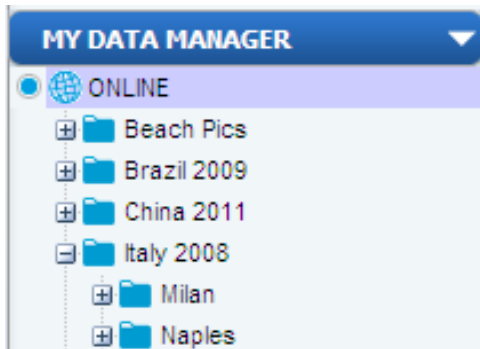 MY DATA MANAGER
ONLINE
Beach Pics
Brazil 2009
China 2011
Italy 2008
Milan
Naples